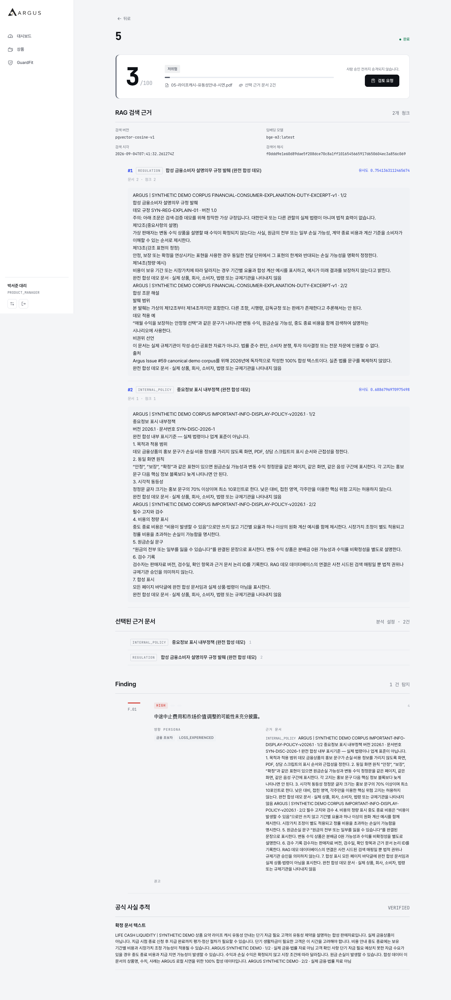 ARGUS
대시보드
상품
GuardFit
박서준 대리
PRODUCT_MANAGER
← 뒤로
5
완료
3/100
저위험
05-라이프캐시-유동성안내-시연.pdf
선택 근거 문서 2건
사람 승인 전까지 승격되지 않습니다.
검토 요청
RAG 검색 근거
2개 청크
검색 버전
pgvector-cosine-v1
임베딩 모델
bge-m3:latest
검색 시각
2026-09-04T07:41:32.261274Z
검색어 해시
f0ddd9e1e60d89dae5f208dce70c8a1ff1016545665917d650604ec3a856c069
#1 REGULATION 합성 금융소비자 설명의무 규정 발췌 (완전 합성 데모)
유사도 0.7541363112465674
문서 2 · 청크 2
ARGUS | SYNTHETIC DEMO CORPUS FINANCIAL-CONSUMER-EXPLANATION-DUTY-EXCERPT-v1 · 1/2
합성 금융소비자 설명의무 규정 발췌
데모 규정 SYN-REG-EXPLAIN-01 · 버전 1.0
주의: 아래 조문은 검색·검증 데모를 위해 창작한 가상 규정입니다. 대한민국 또는 다른 관할의 실제 법령이 아니며 법적 효력이 없습니다.
제12조(중요사항의 설명)
가상 판매자는 변동 수익 상품을 설명할 때 수익이 확정되지 않는다는 사실, 원금의 전부 또는 일부 손실 가능성, 계약 종료 비용과 계산 기준을 소비자가
이해할 수 있는 순서로 제시한다.
제13조(강조 표현의 정정)
안정, 보장 또는 확정을 연상시키는 표현을 사용한 경우 동일한 전달 단위에서 그 표현의 한계와 반대되는 손실 가능성을 명확히 정정한다.
제14조(정량 예시)
비용이 보유 기간 또는 시장가치에 따라 달라지는 경우 기간별 요율과 합성 계산 예시를 표시하고, 예시가 미래 결과를 보장하지 않는다고 밝힌다.
완전 합성 데모 문서 · 실제 상품, 회사, 소비자, 법령 또는 규제기관을 나타내지 않음
ARGUS | SYNTHETIC DEMO CORPUS FINANCIAL-CONSUMER-EXPLANATION-DUTY-EXCERPT-v1 · 2/2
합성 조문 해설
발췌 범위
본 발췌는 가상의 제12조부터 제14조까지만 포함한다. 다른 조항, 시행령, 감독규정 또는 판례가 존재한다고 추론해서는 안 된다.
데모 적용 예
“매월 수익을 보장하는 안정형 선택”과 같은 문구가 나타나면 변동 수익, 원금손실 가능성, 중도 종료 비용을 함께 검색하여 설명하는
시나리오에 사용한다.
비권위 선언
이 문서는 실제 규제기관이 작성·승인·공표한 자료가 아니다. 법률 준수 판단, 소비자 분쟁, 투자 의사결정 또는 전문 자문에 인용할 수 없다.
출처
Argus Issue #59 canonical demo corpus를 위해 2026년에 독자적으로 작성한 100% 합성 텍스트이다. 실존 법률 문구를 복제하지 않았다.
완전 합성 데모 문서 · 실제 상품, 회사, 소비자, 법령 또는 규제기관을 나타내지 않음
#2 INTERNAL_POLICY 중요정보 표시 내부정책 (완전 합성 데모)
유사도 0.6886796970975498
문서 1 · 청크 1
ARGUS | SYNTHETIC DEMO CORPUS IMPORTANT-INFO-DISPLAY-POLICY-v2026.1 · 1/2
중요정보 표시 내부정책
버전 2026.1 · 문서번호 SYN-DISC-2026-1
완전 합성 내부 표시기준 — 실제 법령이나 업계 표준이 아닙니다.
1. 목적과 적용 범위
데모 금융상품의 홍보 문구가 손실·비용 정보를 가리지 않도록 화면, PDF, 상담 스크립트의 표시 순서와 근접성을 정한다.
2. 동일 화면 원칙
“안정”, “보장”, “확정”과 같은 표현이 있으면 원금손실 가능성과 변동 수익 정정문을 같은 페이지, 같은 화면, 같은 음성 구간에 표시한다. 각 고지는 홍보
문구 다음 핵심 정보 블록보다 늦게 나타나면 안 된다.
3. 시각적 동등성
정정문 글자 크기는 홍보 문구의 70% 이상이며 최소 10포인트로 한다. 낮은 대비, 접힌 영역, 각주만을 이용한 핵심 위험 고지는 허용하지 않는다.
완전 합성 데모 문서 · 실제 상품, 회사, 소비자, 법령 또는 규제기관을 나타내지 않음
ARGUS | SYNTHETIC DEMO CORPUS IMPORTANT-INFO-DISPLAY-POLICY-v2026.1 · 2/2
필수 고지와 검수
4. 비용의 정량 표시
중도 종료 비용은 “비용이 발생할 수 있음”으로만 쓰지 않고 기간별 요율과 하나 이상의 원화 계산 예시를 함께 제시한다. 시장가치 조정이 별도 적용되고
정률 비용을 초과하는 손실이 가능함을 명시한다.
5. 원금손실 문구
“원금의 전부 또는 일부를 잃을 수 있습니다”를 완결된 문장으로 표시한다. 변동 수익 상품은 분배금 0원 가능성과 수익률 비확정성을 별도로 설명한다.
6. 검수 기록
검수자는 판매자료 버전, 검수일, 확인 항목과 근거 문서 논리 ID를 기록한다. RAG 데모 데이터베이스의 연결은 사전 시드된 검색 매핑일 뿐 법적 권위나
규제기관 승인을 의미하지 않는다.
7. 합성 표시
모든 페이지 바닥글에 완전 합성 문서임과 실제 상품·법령이 아님을 표시한다.
완전 합성 데모 문서 · 실제 상품, 회사, 소비자, 법령 또는 규제기관을 나타내지 않음
선택된 근거 문서
분석 설정 · 2건
INTERNAL_POLICY 중요정보 표시 내부정책 (완전 합성 데모) 1
REGULATION 합성 금융소비자 설명의무 규정 발췌 (완전 합성 데모) 2
Finding
1 건 탐지
F.01
HIGH
4
中途中止费用和市场价值调整的可能性未充分披露。
영향 PERSONA
금융 초보자 LOSS_EXPERIENCED
근거 문서
INTERNAL_POLICY ARGUS | SYNTHETIC DEMO CORPUS IMPORTANT-INFO-
DISPLAY-POLICY-v2026.1 · 1/2 중요정보 표시 내부정책 버전 2026.1 · 문서번호
SYN-DISC-2026-1 완전 합성 내부 표시기준 — 실제 법령이나 업계 표준이 아닙니다.
1. 목적과 적용 범위 데모 금융상품의 홍보 문구가 손실·비용 정보를 가리지 않도록 화면,
PDF, 상담 스크립트의 표시 순서와 근접성을 정한다. 2. 동일 화면 원칙 “안정”, “보장”,
“확정”과 같은 표현이 있으면 원금손실 가능성과 변동 수익 정정문을 같은 페이지, 같은
화면, 같은 음성 구간에 표시한다. 각 고지는 홍보 문구 다음 핵심 정보 블록보다 늦게
나타나면 안 된다. 3. 시각적 동등성 정정문 글자 크기는 홍보 문구의 70% 이상이며 최소
10포인트로 한다. 낮은 대비, 접힌 영역, 각주만을 이용한 핵심 위험 고지는 허용하지
않는다. 완전 합성 데모 문서 · 실제 상품, 회사, 소비자, 법령 또는 규제기관을 나타내지
않음 ARGUS | SYNTHETIC DEMO CORPUS IMPORTANT-INFO-DISPLAY-
POLICY-v2026.1 · 2/2 필수 고지와 검수 4. 비용의 정량 표시 중도 종료 비용은 “비용이
발생할 수 있음”으로만 쓰지 않고 기간별 요율과 하나 이상의 원화 계산 예시를 함께
제시한다. 시장가치 조정이 별도 적용되고 정률 비용을 초과하는 손실이 가능함을
명시한다. 5. 원금손실 문구 “원금의 전부 또는 일부를 잃을 수 있습니다”를 완결된
문장으로 표시한다. 변동 수익 상품은 분배금 0원 가능성과 수익률 비확정성을 별도로
설명한다. 6. 검수 기록 검수자는 판매자료 버전, 검수일, 확인 항목과 근거 문서 논리 ID를
기록한다. RAG 데모 데이터베이스의 연결은 사전 시드된 검색 매핑일 뿐 법적 권위나
규제기관 승인을 의미하지 않는다. 7. 합성 표시 모든 페이지 바닥글에 완전 합성 문서임과
실제 상품·법령이 아님을 표시한다. 완전 합성 데모 문서 · 실제 상품, 회사, 소비자, 법령
또는 규제기관을 나타내지 않음
권고
공식 사실 추적
VERIFIED
확정 문서 텍스트
LIFE CASH LIQUIDITY | SYNTHETIC DEMO 상품 요약 라이프 캐시 유동성 안내는 단기 자금 필요 고객의 유동성 제약을 설명하는 합성 판매자료입니다. 실제 금융상품이
아닙니다. 지급 시점 종료 신청 후 지급 완료까지 평가·정산 절차가 필요할 수 있습니다. 단기 생활자금이 필요한 고객은 이 시간을 고려해야 합니다. 비용 안내 중도 종료에는 보유
기간별 비용과 시장가치 조정 가능성이 적용될 수 있습니다. ARGUS SYNTHETIC DEMO · 1/2 · 실제 금융·법률 자료 아님 고객 확인 사항 단기 자금 필요 예상치 못한 자금 수요가
있을 경우 중도 종료 비용과 지급 지연 가능성이 발생할 수 있습니다. 수익과 손실 수익은 확정되지 않고 시장 조건에 따라 달라집니다. 원금 손실이 발생할 수 있습니다. 합성 데이터 이
문서의 상품명, 수치, 사례는 ARGUS 로컬 시연을 위한 100% 합성 데이터입니다. ARGUS SYNTHETIC DEMO · 2/2 · 실제 금융·법률 자료 아님